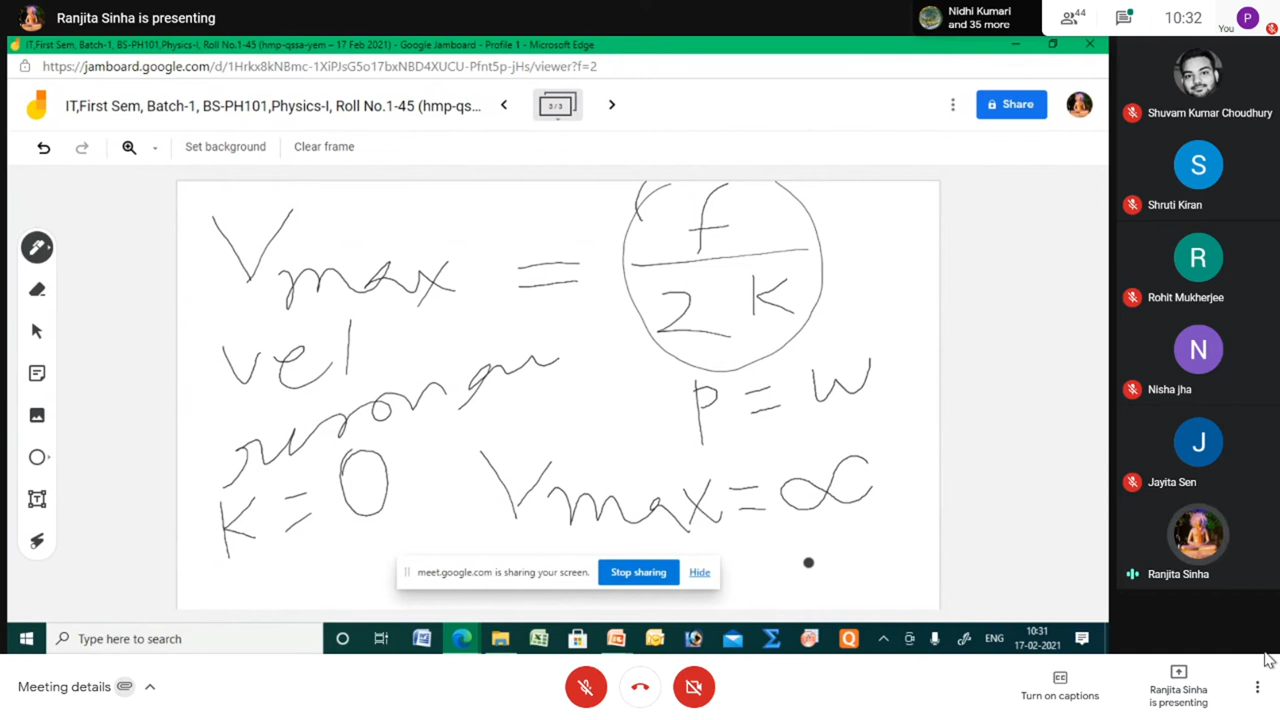 Ranjita Sinha is presenting
Nidhi Kumari
and 35 more
44
10:32
P
You
IT,First Sem, Batch-1, BS-PH101,Physics-I, Roll No.1-45 (hmp-qssa-yem – 17 Feb 2021) - Google Jamboard - Profile 1 - Microsoft Edge
https://jamboard.google.com/d/1Hrkx8kNBmc-1XiPJsG5o17bxNBD4XUCU-Pfnt5p-jHs/viewer?f=2
IT,First Sem, Batch-1, BS-PH101,Physics-I, Roll No.1-45 (hmp-qs...
3/3
Share
Set background
Clear frame
Vmax = f
2 K
vel
p = w
K = 0
Vmax = ∞
meet.google.com is sharing your screen.
Stop sharing
Hide
Shuvam Kumar Choudhury
S
Shruti Kiran
R
Rohit Mukherjee
N
Nisha jha
J
Jayita Sen
Ranjita Sinha
Type here to search
ENG
10:31
17-02-2021
Meeting details
Turn on captions
Ranjita Sinha
is presenting